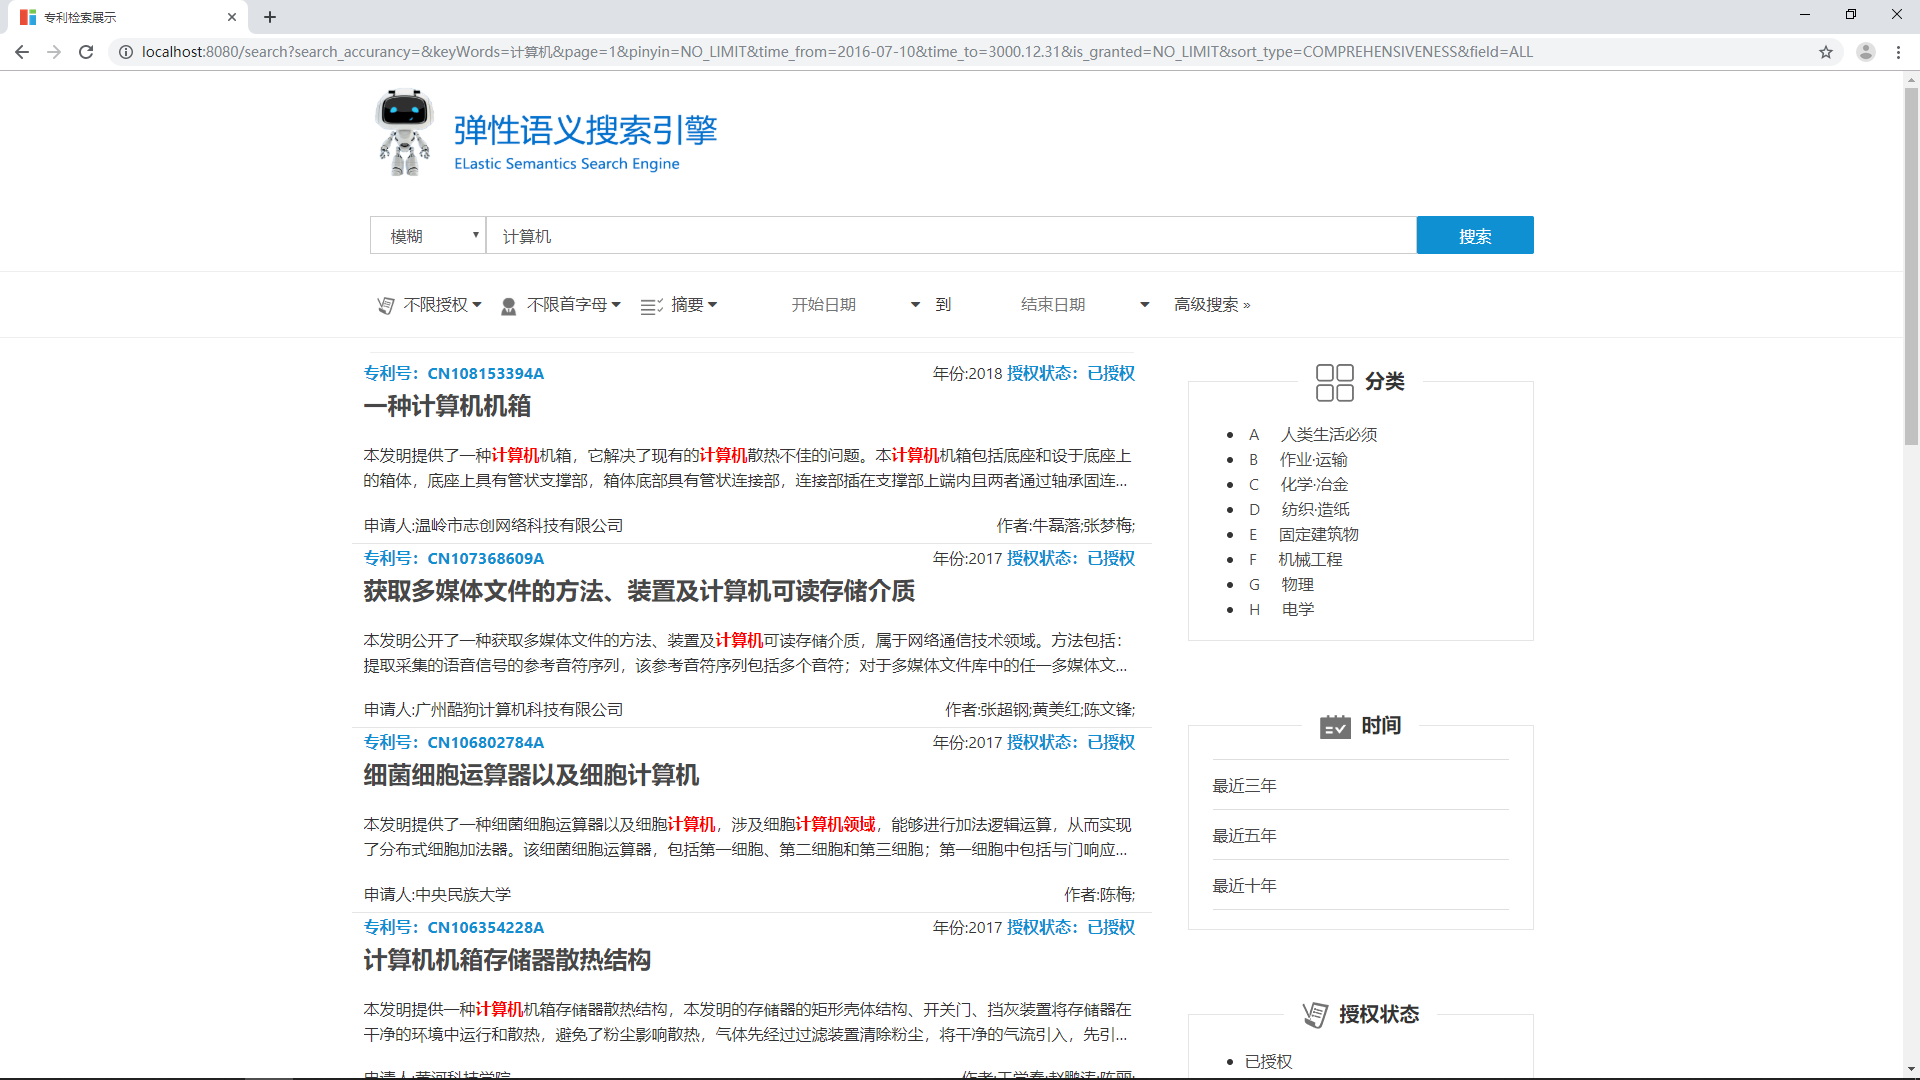 专利检索展示
localhost:8080/search?search_accurancy=&keyWords=计算机&page=1&pinyin=NO_LIMIT&time_from=2016-07-10&time_to=3000.12.31&is_granted=NO_LIMIT&sort_type=COMPREHENSIVENESS&field=ALL
弹性语义搜索引擎
ELastic Semantics Search Engine
模糊 计算机 搜索
不限授权 不限首字母 摘要 开始日期 到 结束日期 高级搜索 »
专利号：CN108153394A 年份:2018 授权状态：已授权
一种计算机机箱
本发明提供了一种计算机机箱，它解决了现有的计算机散热不佳的问题。本计算机机箱包括底座和设于底座上
的箱体，底座上具有管状支撑部，箱体底部具有管状连接部，连接部插在支撑部上端内且两者通过轴承固连...
申请人:温岭市志创网络科技有限公司 作者:牛磊落;张梦梅;
专利号：CN107368609A 年份:2017 授权状态：已授权
获取多媒体文件的方法、装置及计算机可读存储介质
本发明公开了一种获取多媒体文件的方法、装置及计算机可读存储介质，属于网络通信技术领域。方法包括：
提取采集的语音信号的参考音符序列，该参考音符序列包括多个音符；对于多媒体文件库中的任一多媒体文...
申请人:广州酷狗计算机科技有限公司 作者:张超钢;黄美红;陈文锋;
专利号：CN106802784A 年份:2017 授权状态：已授权
细菌细胞运算器以及细胞计算机
本发明提供了一种细菌细胞运算器以及细胞计算机，涉及细胞计算机领域，能够进行加法逻辑运算，从而实现
了分布式细胞加法器。该细菌细胞运算器，包括第一细胞、第二细胞和第三细胞；第一细胞中包括与门响应...
申请人:中央民族大学 作者:陈梅;
专利号：CN106354228A 年份:2017 授权状态：已授权
计算机机箱存储器散热结构
本发明提供一种计算机机箱存储器散热结构，本发明的存储器的矩形壳体结构、开关门、挡灰装置将存储器在
干净的环境中运行和散热，避免了粉尘影响散热，气体先经过过滤装置清除粉尘，将干净的气流引入，先引...
申请人:黄河科技学院
分类
A 人类生活必须
B 作业·运输
C 化学·冶金
D 纺织·造纸
E 固定建筑物
F 机械工程
G 物理
H 电学
时间
最近三年
最近五年
最近十年
授权状态
已授权